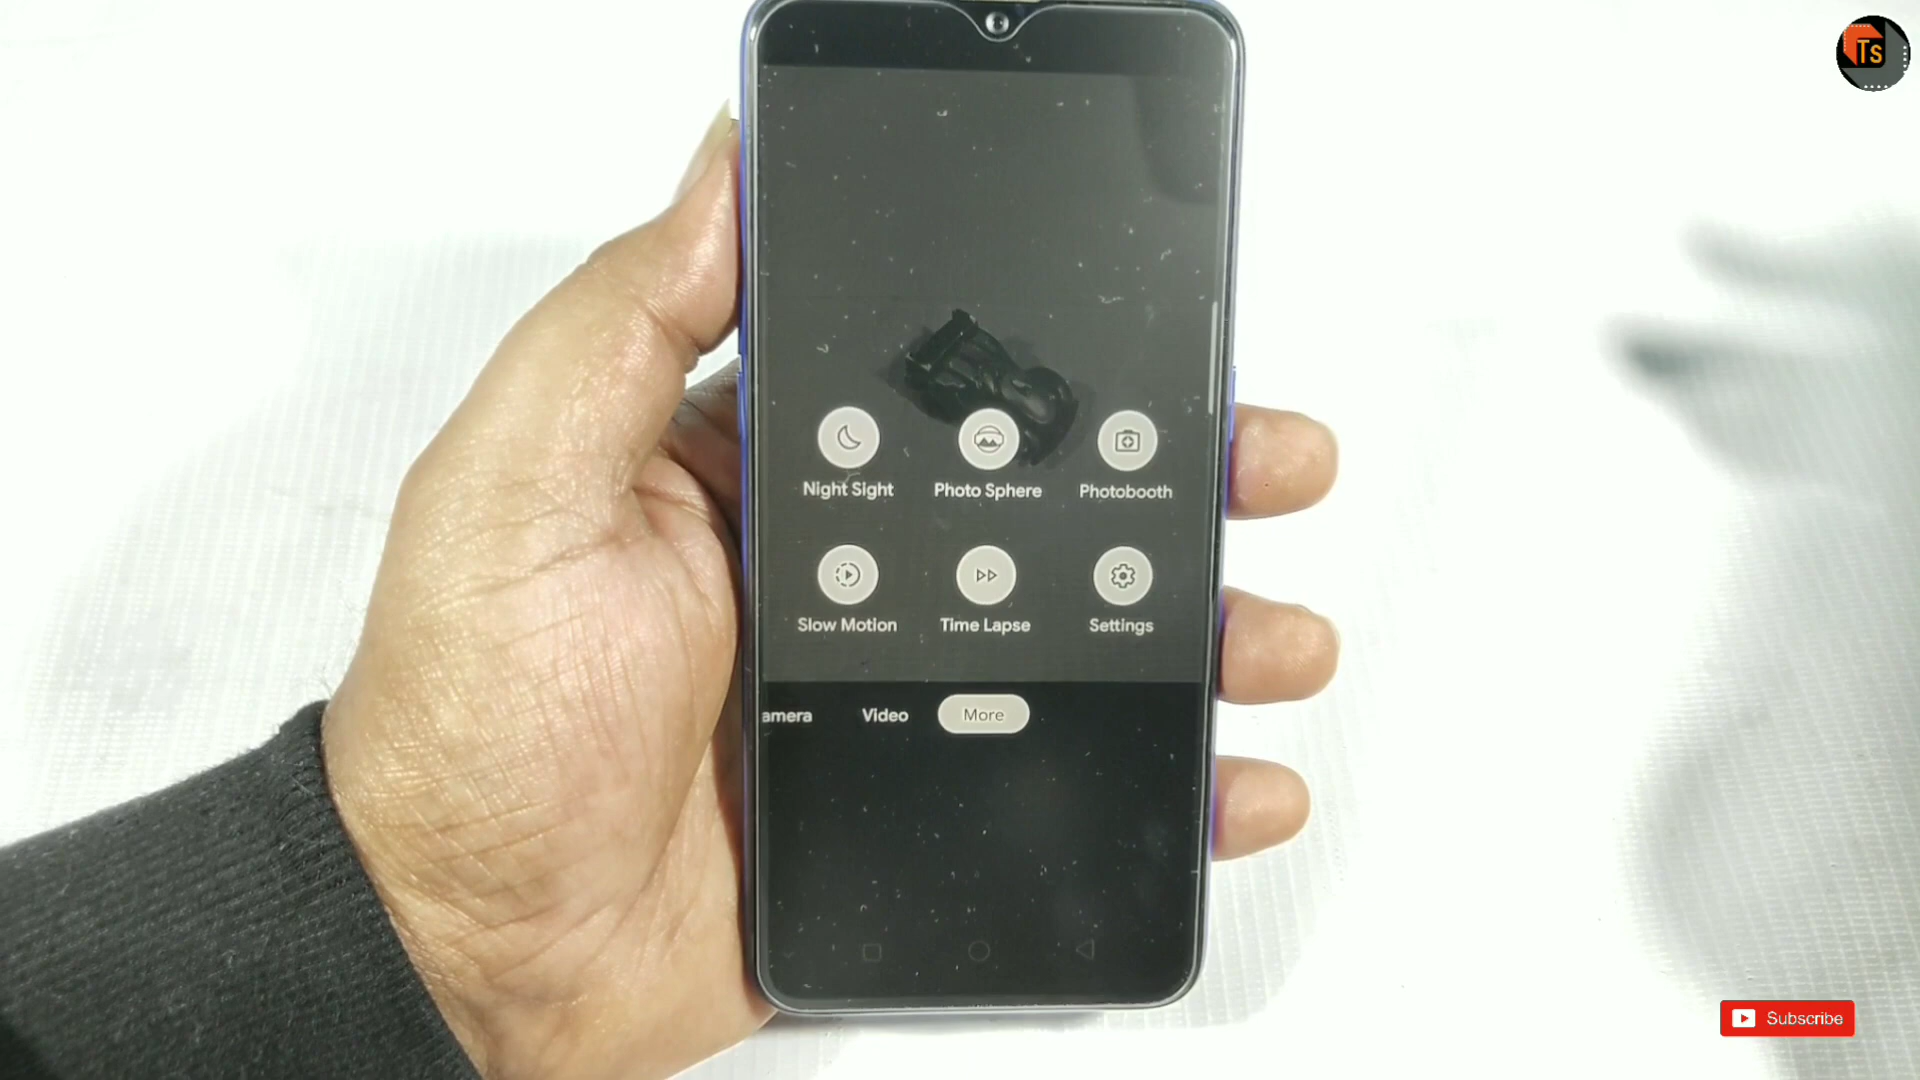 Ts
Night Sight
Photo Sphere
Photobooth
Slow Motion
Time Lapse
Settings
amera
Video
More
Subscribe